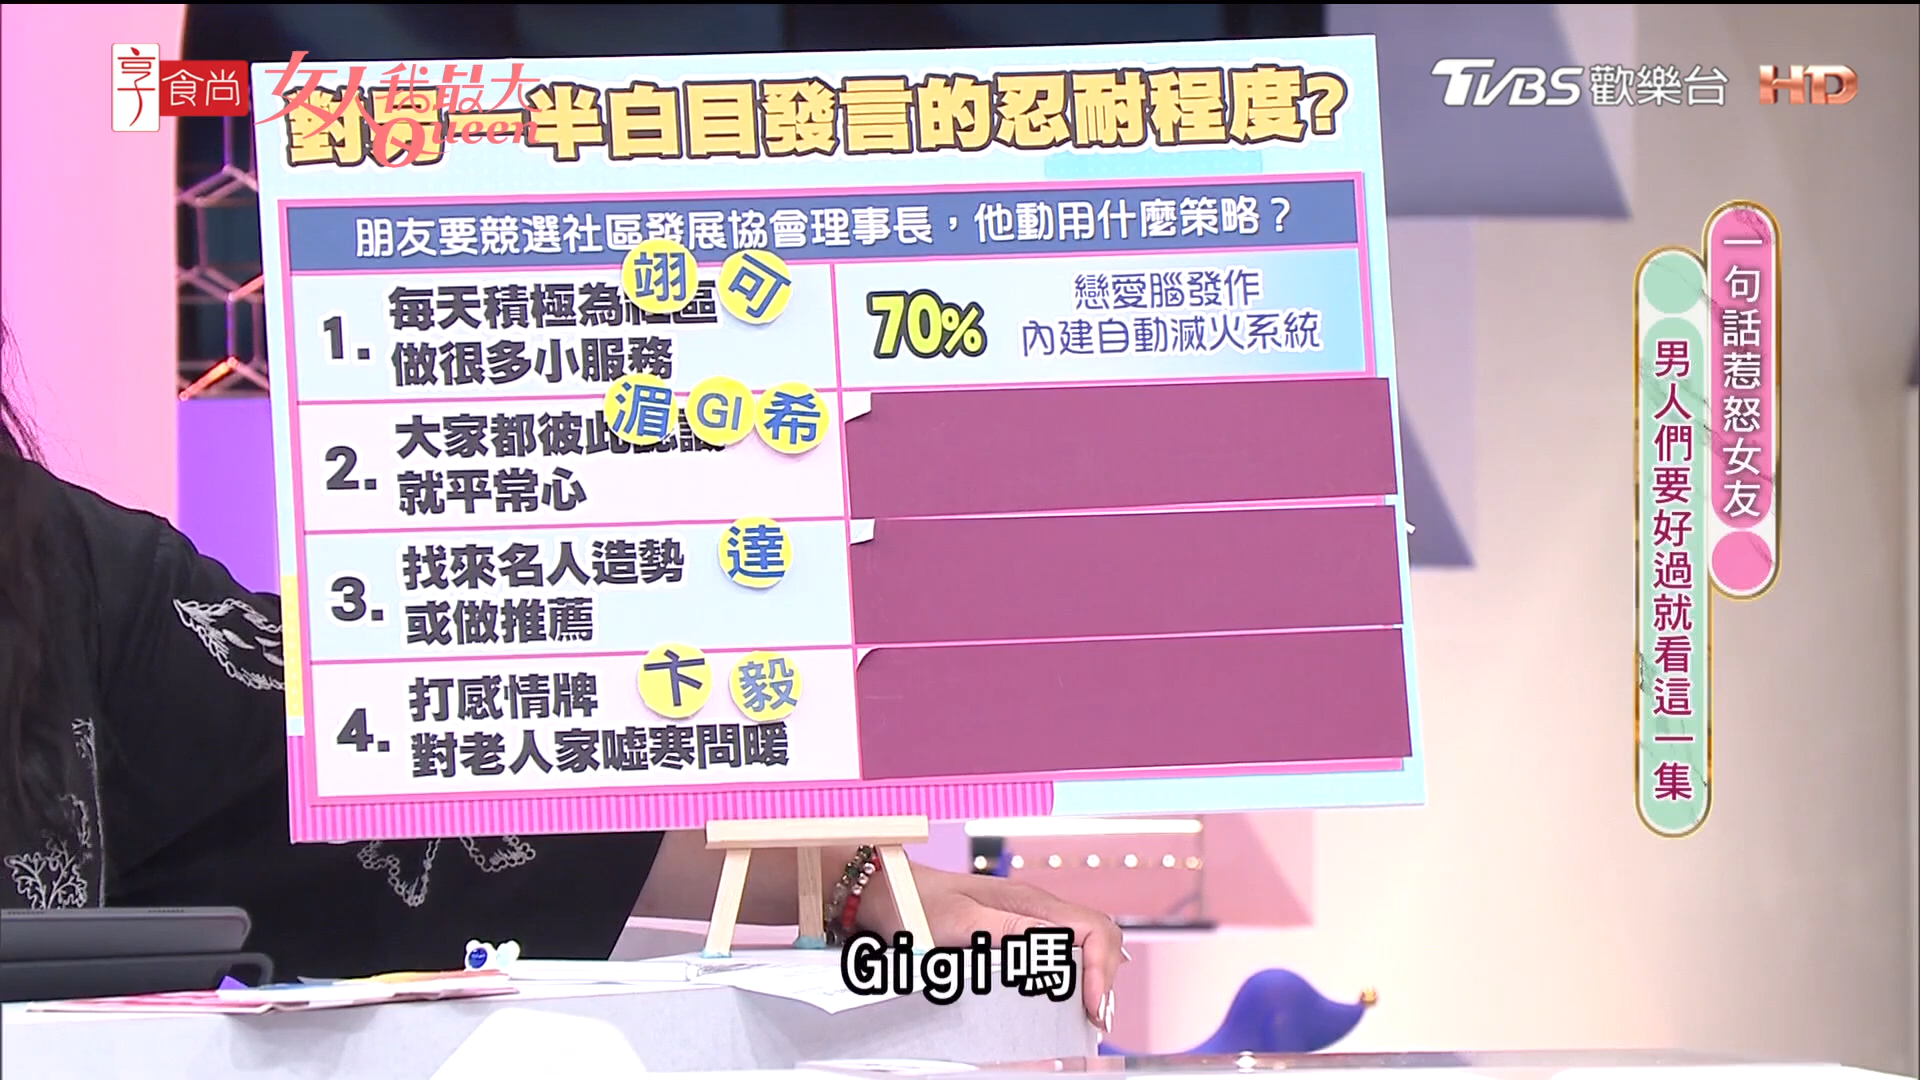 享
食尚
女人我最大
Queen
TVBS歡樂台 HD
對另一半白目發言的忍耐程度?
朋友要競選社區發展協會理事長，他動用什麼策略？
翊 可
1. 每天積極為社區
做很多小服務
70%
戀愛腦發作
內建自動滅火系統
湄 GI 希
2. 大家都彼此認識
就平常心
達
3. 找來名人造勢
或做推薦
卞 毅
4. 打感情牌
對老人家噓寒問暖
一句話惹怒女友
男人們要好過就看這一集
Gigi嗎